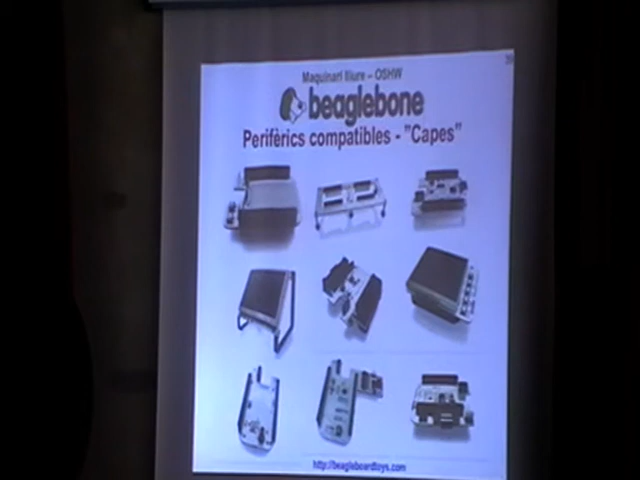 Maquinari lliure – OSHW
beaglebone
Perifèrics compatibles - "Capes"
http://beagleboardtoys.com